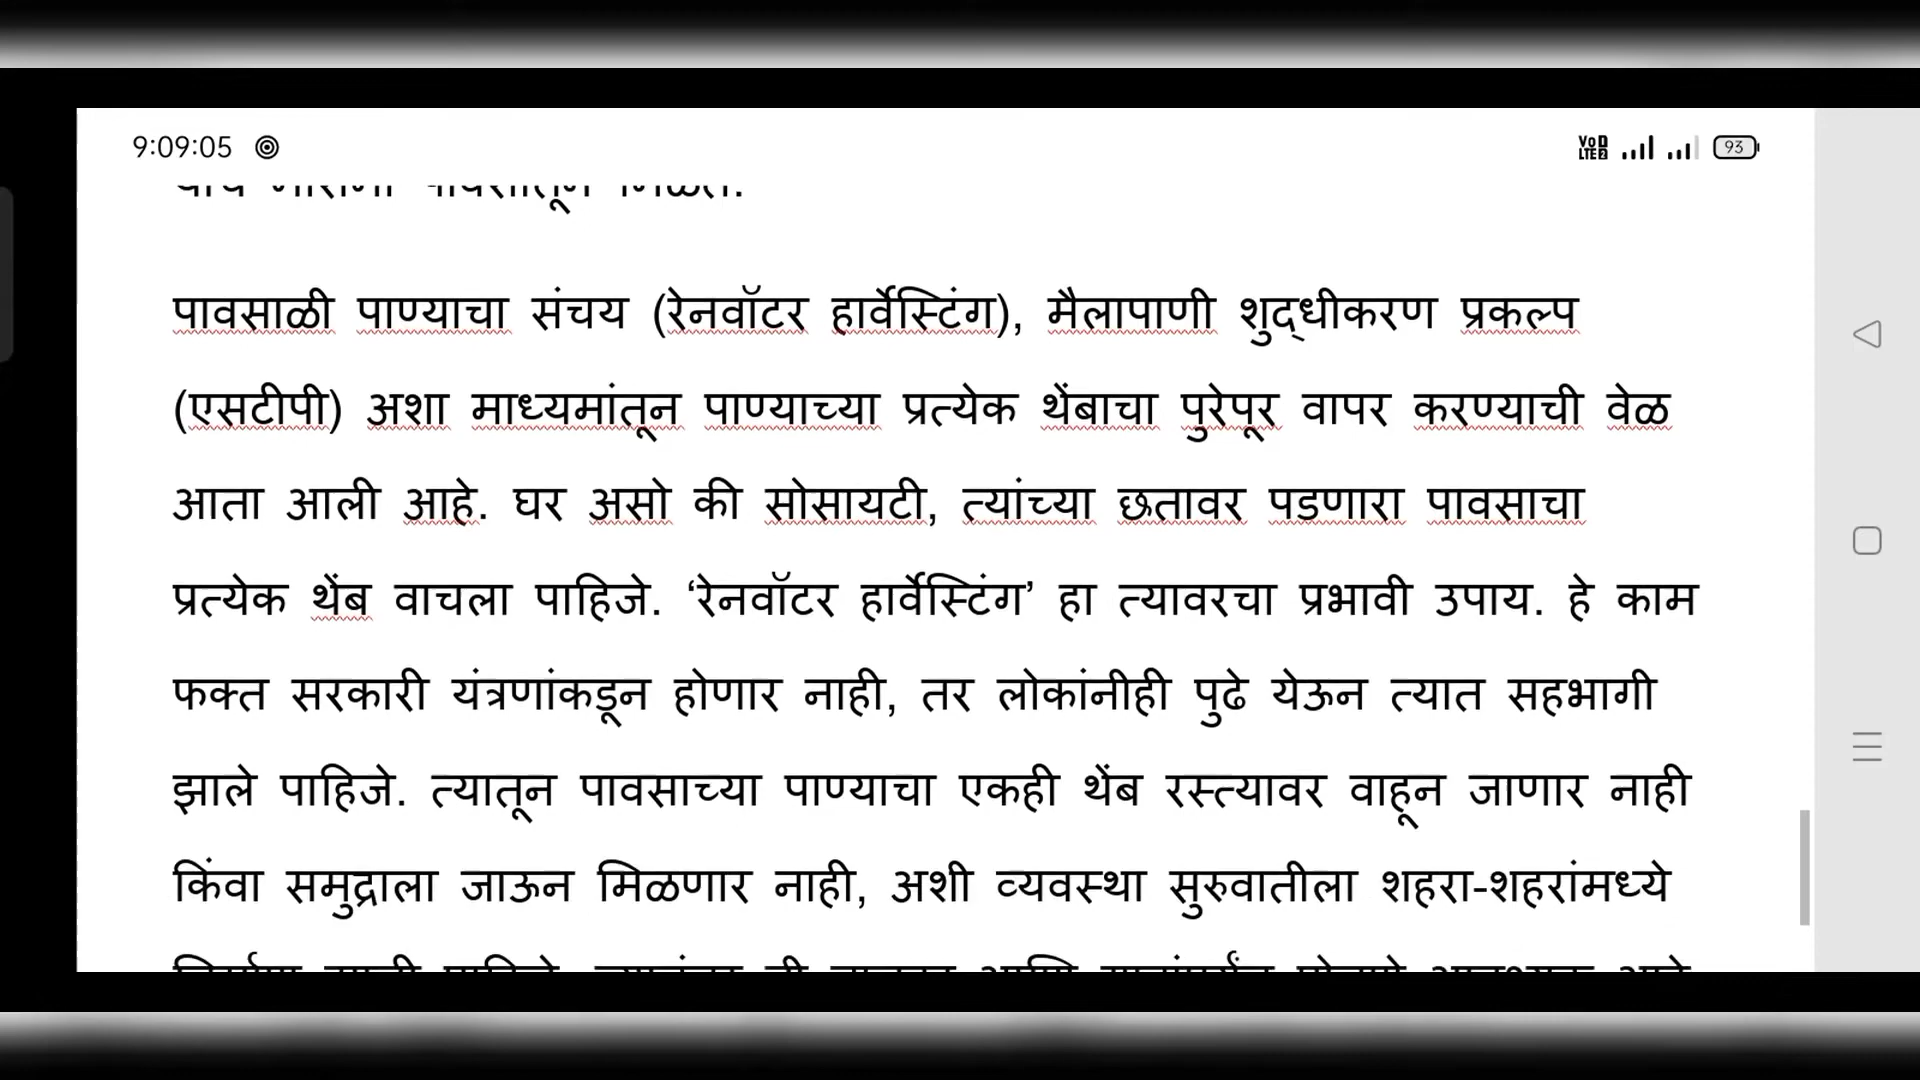 9:09:05
VoD LTE2 93
पावसाळी पाण्याचा संचय (रेनवॉटर हार्वेस्टिंग), मैलापाणी शुद्‌धीकरण प्रकल्प
(एसटीपी) अशा माध्यमांतून पाण्याच्या प्रत्येक थेंबाचा पुरेपूर वापर करण्याची वेळ
आता आली आहे. घर असो की सोसायटी, त्यांच्या छतावर पडणारा पावसाचा
प्रत्येक थेंब वाचला पाहिजे. ‘रेनवॉटर हार्वेस्टिंग’ हा त्यावरचा प्रभावी उपाय. हे काम
फक्त सरकारी यंत्रणांकडून होणार नाही, तर लोकांनीही पुढे येऊन त्यात सहभागी
झाले पाहिजे. त्यातून पावसाच्या पाण्याचा एकही थेंब रस्त्यावर वाहून जाणार नाही
किंवा समुद्राला जाऊन मिळणार नाही, अशी व्यवस्था सुरुवातीला शहरा-शहरांमध्ये